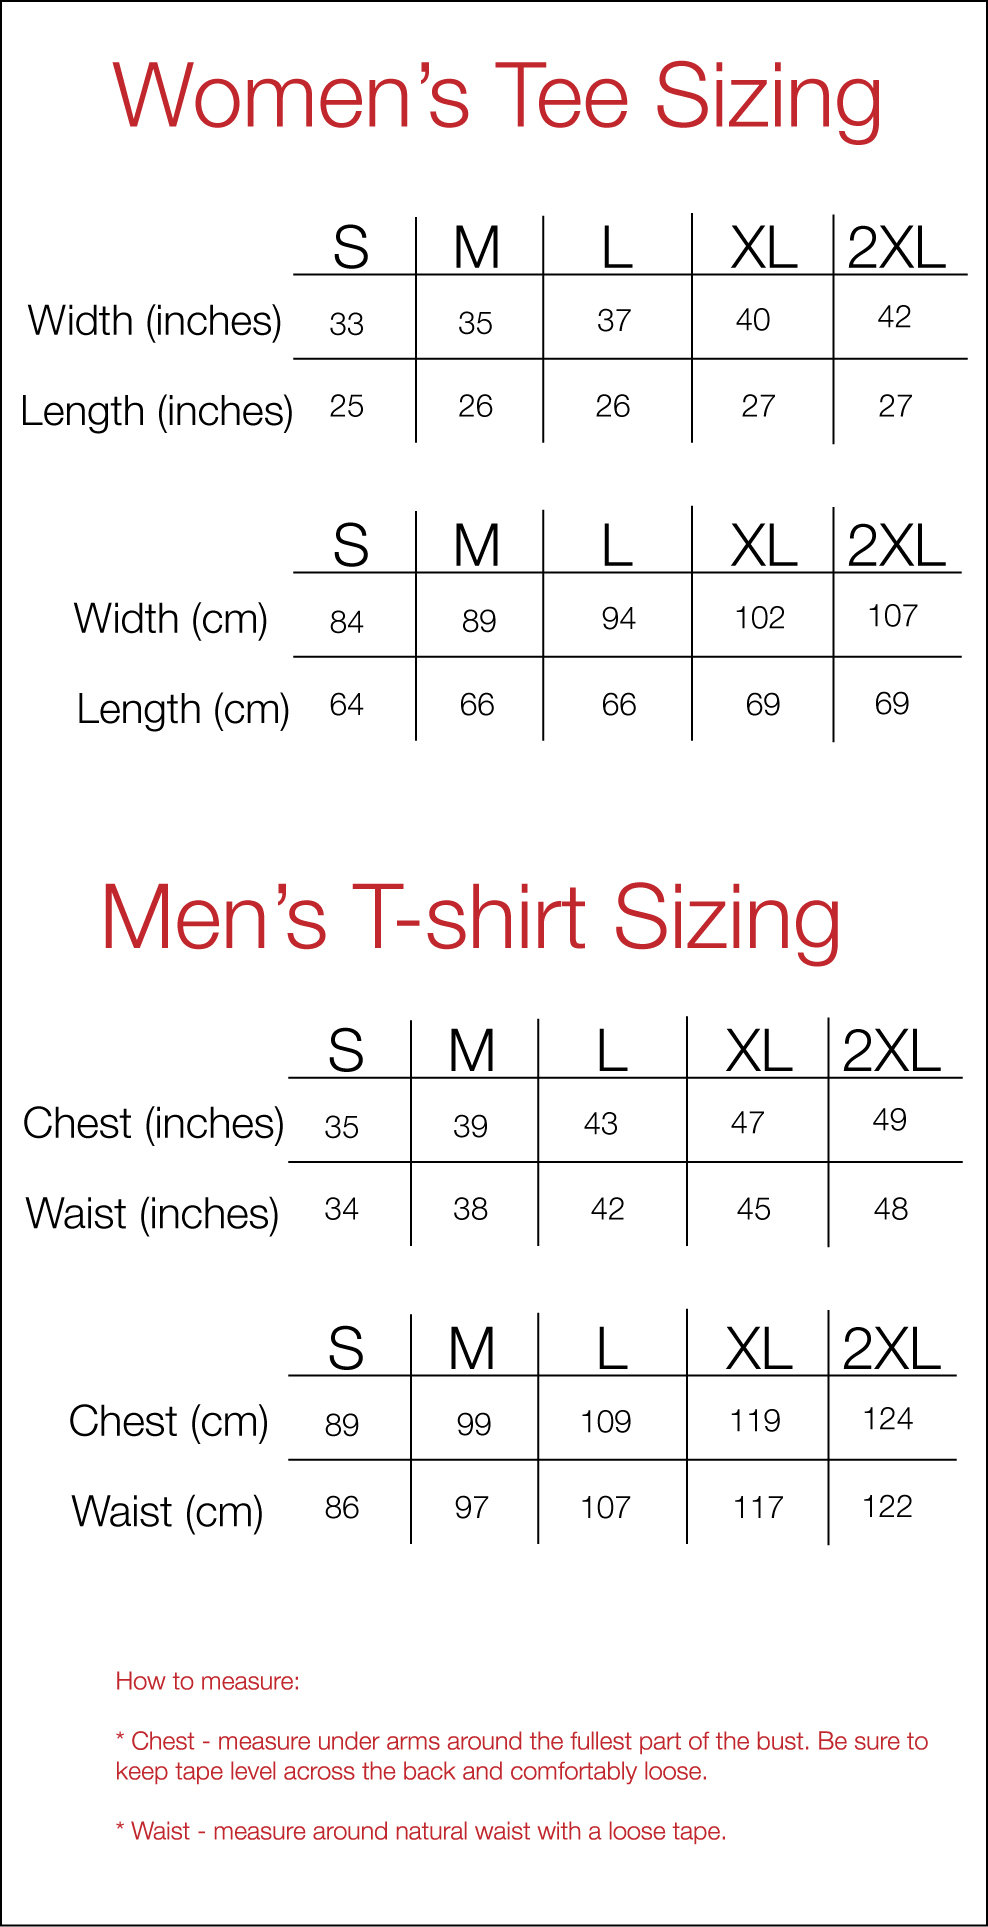 Women’s Tee Sizing
S M L XL 2XL
Width (inches) 33 35 37 40 42
Length (inches) 25 26 26 27 27
S M L XL 2XL
Width (cm) 84 89 94 102 107
Length (cm) 64 66 66 69 69
Men’s T-shirt Sizing
S M L XL 2XL
Chest (inches) 35 39 43 47 49
Waist (inches) 34 38 42 45 48
S M L XL 2XL
Chest (cm) 89 99 109 119 124
Waist (cm) 86 97 107 117 122
How to measure:
* Chest - measure under arms around the fullest part of the bust. Be sure to
keep tape level across the back and comfortably loose.
* Waist - measure around natural waist with a loose tape.